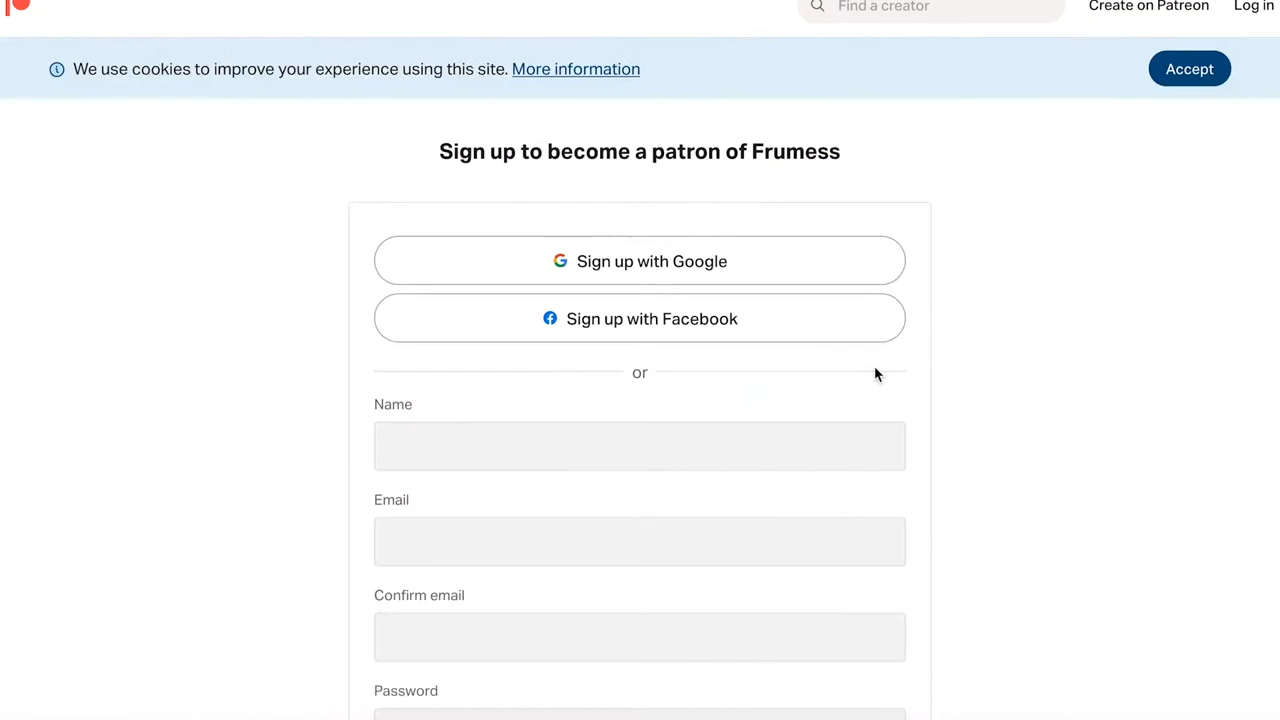 Find a creator
Create on Patreon
Log in
We use cookies to improve your experience using this site. More information
Accept
Sign up to become a patron of Frumess
Sign up with Google
Sign up with Facebook
or
Name
Email
Confirm email
Password